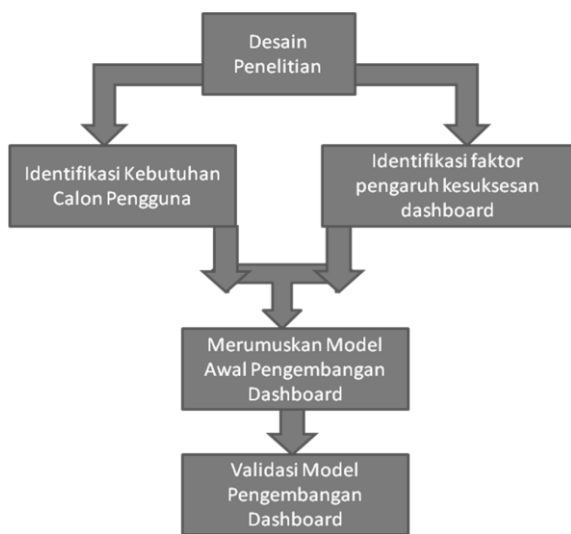 Desain
Penelitian
Identifikasi Kebutuhan
Calon Pengguna
Identifikasi faktor
pengaruh kesuksesan
dashboard
Merumuskan Model
Awal Pengembangan
Dashboard
Validasi Model
Pengembangan
Dashboard